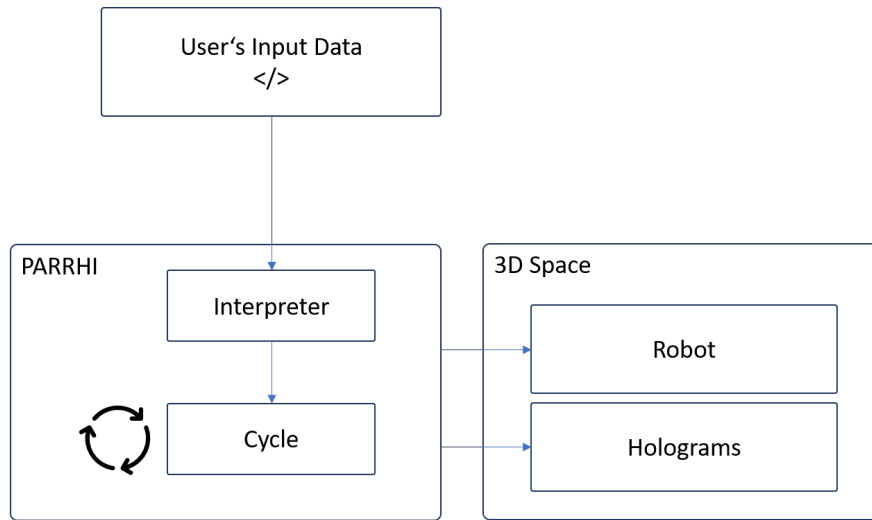 User‘s Input Data
</>
PARRHI
Interpreter
Cycle
3D Space
Robot
Holograms